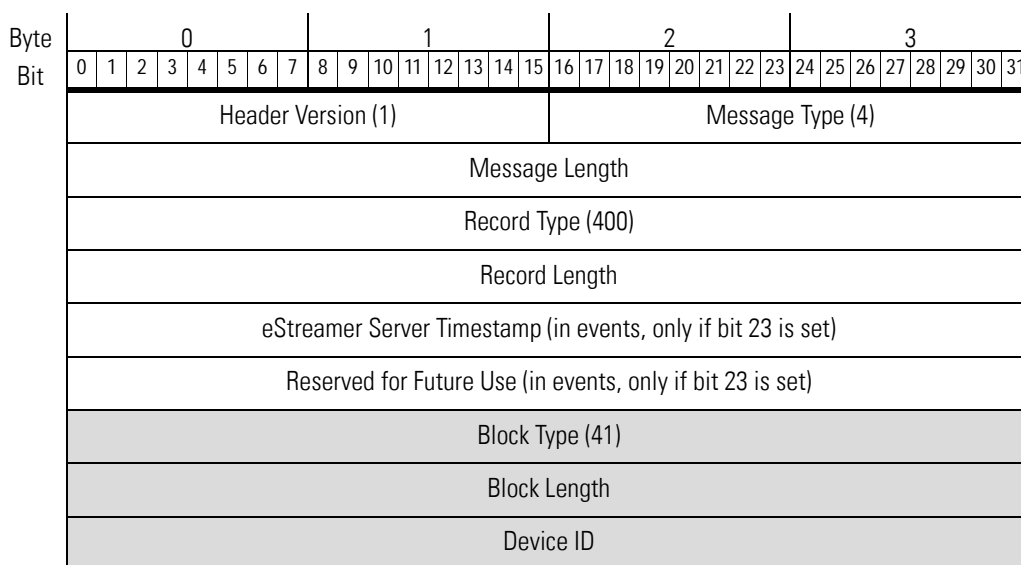 Byte 0 1 2 3
Bit 0 1 2 3 4 5 6 7 8 9 10 11 12 13 14 15 16 17 18 19 20 21 22 23 24 25 26 27 28 29 30 31
Header Version (1) Message Type (4)
Message Length
Record Type (400)
Record Length
eStreamer Server Timestamp (in events, only if bit 23 is set)
Reserved for Future Use (in events, only if bit 23 is set)
Block Type (41)
Block Length
Device ID